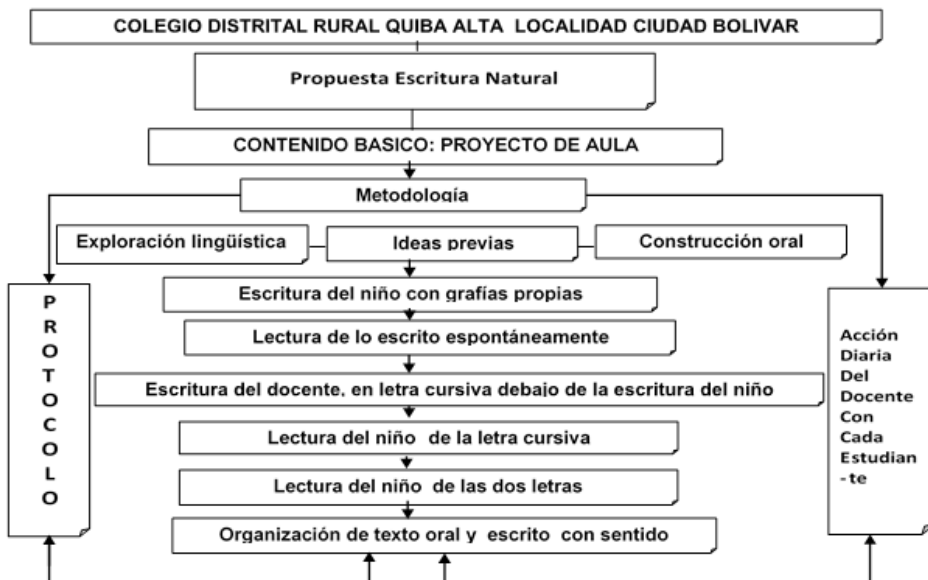 COLEGIO DISTRITAL RURAL QUIBA ALTA LOCALIDAD CIUDAD BOLIVAR
Propuesta Escritura Natural
CONTENIDO BASICO: PROYECTO DE AULA
Metodología
Exploración lingüística
Ideas previas
Construcción oral
Escritura del niño con grafías propias
Lectura de lo escrito espontáneamente
Escritura del docente, en letra cursiva debajo de la escritura del niño
Lectura del niño de la letra cursiva
Lectura del niño de las dos letras
Organización de texto oral y escrito con sentido
P
R
O
T
O
C
O
L
O
Acción
Diaria
Del
Docente
Con
Cada
Estudian
-te